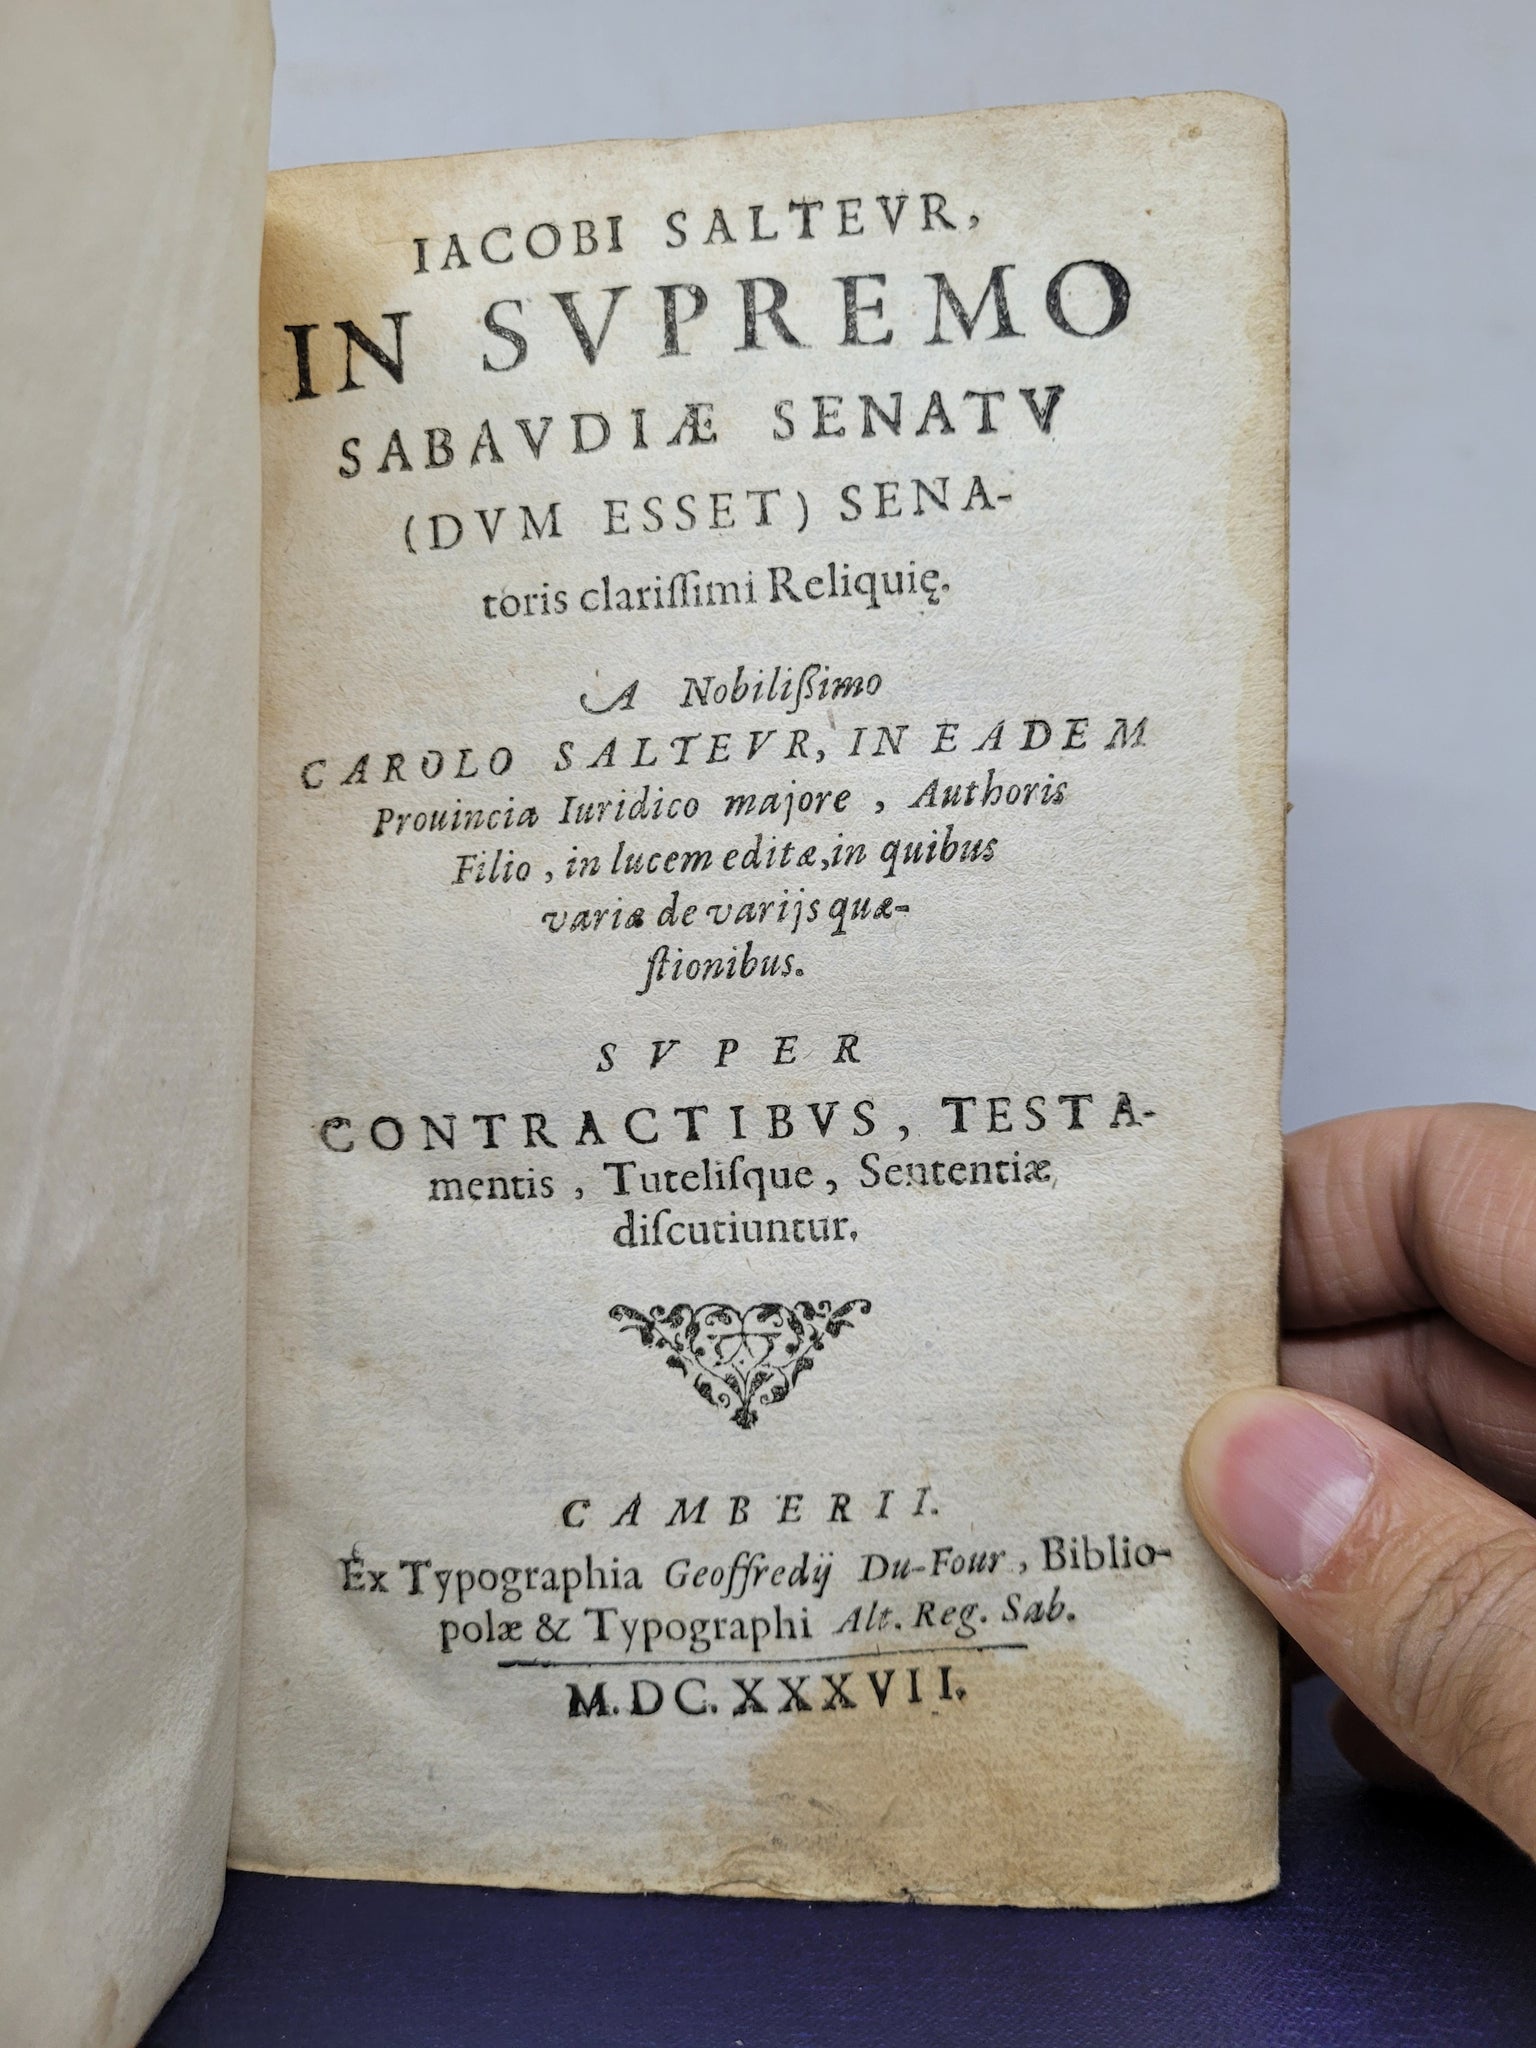 IACOBI SALTEVR,
IN SVPREMO
SABAVDIÆ SENATV
(DVM ESSET) SENA-
toris clariſſimi Reliquię.
A Nobilißimo
CAROLO SALTEVR, IN EADEM
Prouincia Iuridico majore, Authoris
Filio, in lucem editæ, in quibus
variæ de varijs quæ-
ſtionibus.
SVPER
CONTRACTIBVS, TESTA-
mentis, Tuteliſque, Sententiæ
diſcutiuntur.
CAMBERII.
Ex Typographia Geoffredij Du-Four, Biblio-
polæ & Typographi Alt. Reg. Sab.
M.DC.XXXVII.